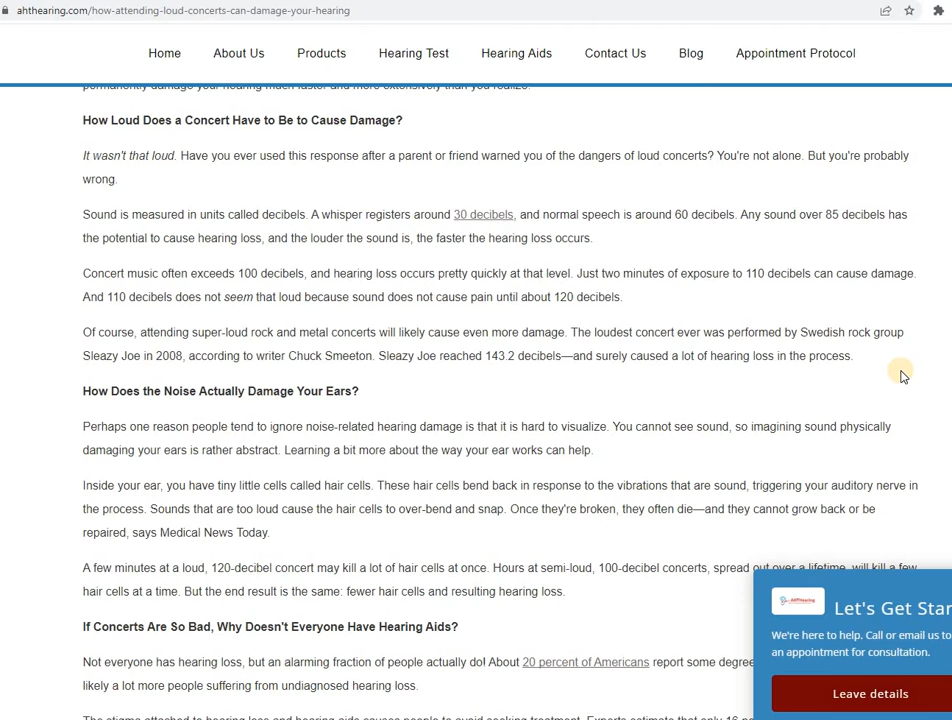 ahthearing.com/how-attending-loud-concerts-can-damage-your-hearing
Home About Us Products Hearing Test Hearing Aids Contact Us Blog Appointment Protocol
permanently damage your hearing much faster and more extensively than you realize.
How Loud Does a Concert Have to Be to Cause Damage?
It wasn't that loud. Have you ever used this response after a parent or friend warned you of the dangers of loud concerts? You're not alone. But you're probably
wrong.
Sound is measured in units called decibels. A whisper registers around 30 decibels, and normal speech is around 60 decibels. Any sound over 85 decibels has
the potential to cause hearing loss, and the louder the sound is, the faster the hearing loss occurs.
Concert music often exceeds 100 decibels, and hearing loss occurs pretty quickly at that level. Just two minutes of exposure to 110 decibels can cause damage.
And 110 decibels does not seem that loud because sound does not cause pain until about 120 decibels.
Of course, attending super-loud rock and metal concerts will likely cause even more damage. The loudest concert ever was performed by Swedish rock group
Sleazy Joe in 2008, according to writer Chuck Smeeton. Sleazy Joe reached 143.2 decibels—and surely caused a lot of hearing loss in the process.
How Does the Noise Actually Damage Your Ears?
Perhaps one reason people tend to ignore noise-related hearing damage is that it is hard to visualize. You cannot see sound, so imagining sound physically
damaging your ears is rather abstract. Learning a bit more about the way your ear works can help.
Inside your ear, you have tiny little cells called hair cells. These hair cells bend back in response to the vibrations that are sound, triggering your auditory nerve in
the process. Sounds that are too loud cause the hair cells to over-bend and snap. Once they're broken, they often die—and they cannot grow back or be
repaired, says Medical News Today.
A few minutes at a loud, 120-decibel concert may kill a lot of hair cells at once. Hours at semi-loud, 100-decibel concerts, spread out over a lifetime, will kill a few
hair cells at a time. But the end result is the same: fewer hair cells and resulting hearing loss.
If Concerts Are So Bad, Why Doesn't Everyone Have Hearing Aids?
Not everyone has hearing loss, but an alarming fraction of people actually do! About 20 percent of Americans report some degree
likely a lot more people suffering from undiagnosed hearing loss.
The stigma attached to hearing loss and hearing aids causes people to avoid seeking treatment. Experts estimate that only 16
Let's Get Star
We're here to help. Call or email us to
an appointment for consultation.
Leave details